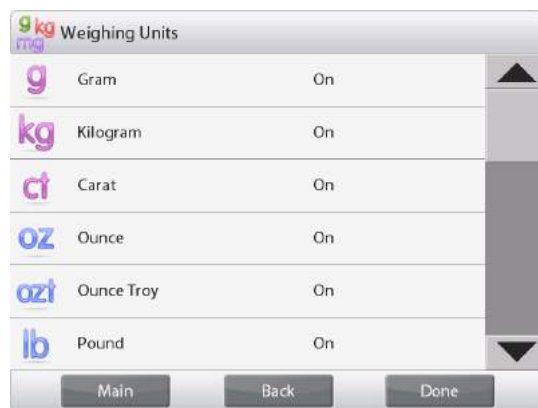 g kg mg Weighing Units
g Gram On
kg Kilogram On
ct Carat On
oz Ounce On
ozt Ounce Troy On
lb Pound On
Main Back Done